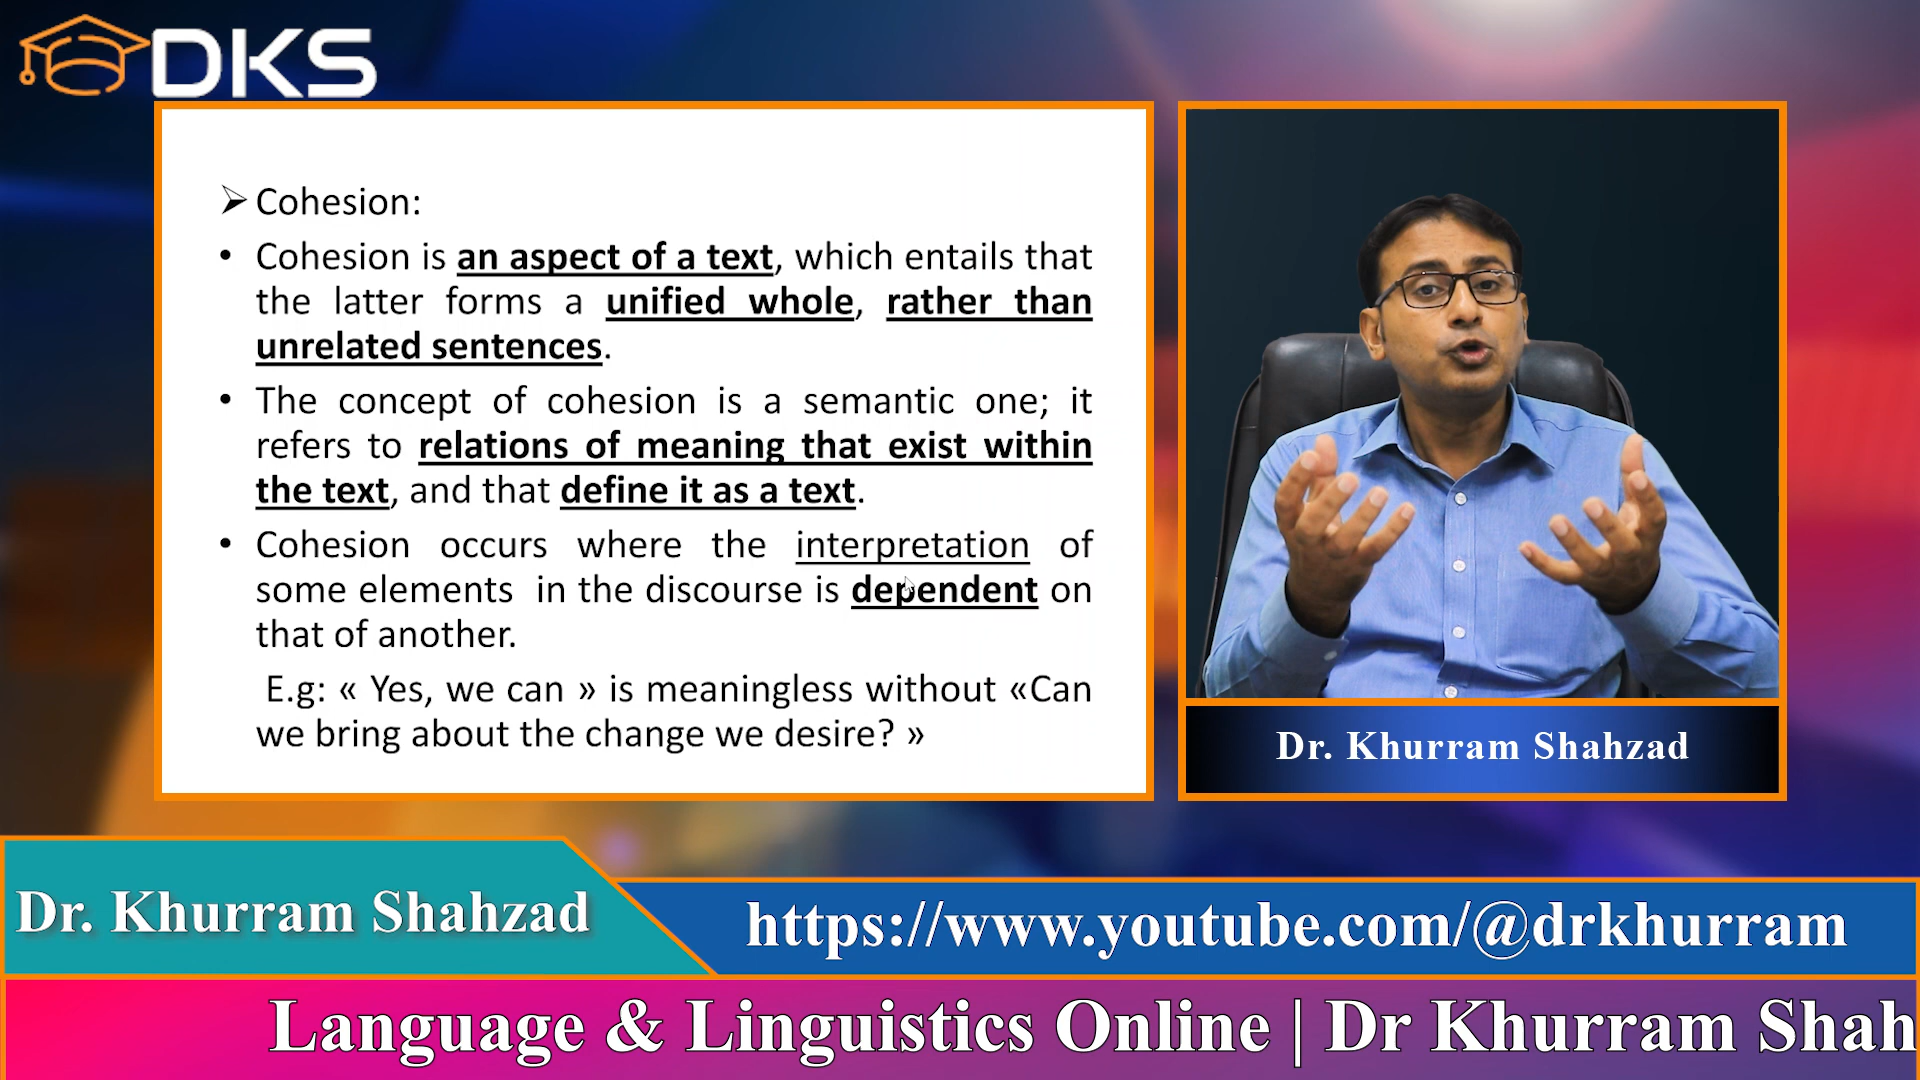 DKS
Cohesion:
• Cohesion is an aspect of a text, which entails that
the latter forms a unified whole, rather than
unrelated sentences.
• The concept of cohesion is a semantic one; it
refers to relations of meaning that exist within
the text, and that define it as a text.
• Cohesion occurs where the interpretation of
some elements in the discourse is dependent on
that of another.
E.g: « Yes, we can » is meaningless without «Can
we bring about the change we desire? »
Dr. Khurram Shahzad
Dr. Khurram Shahzad
https://www.youtube.com/@drkhurram
Language & Linguistics Online | Dr Khurram Shah